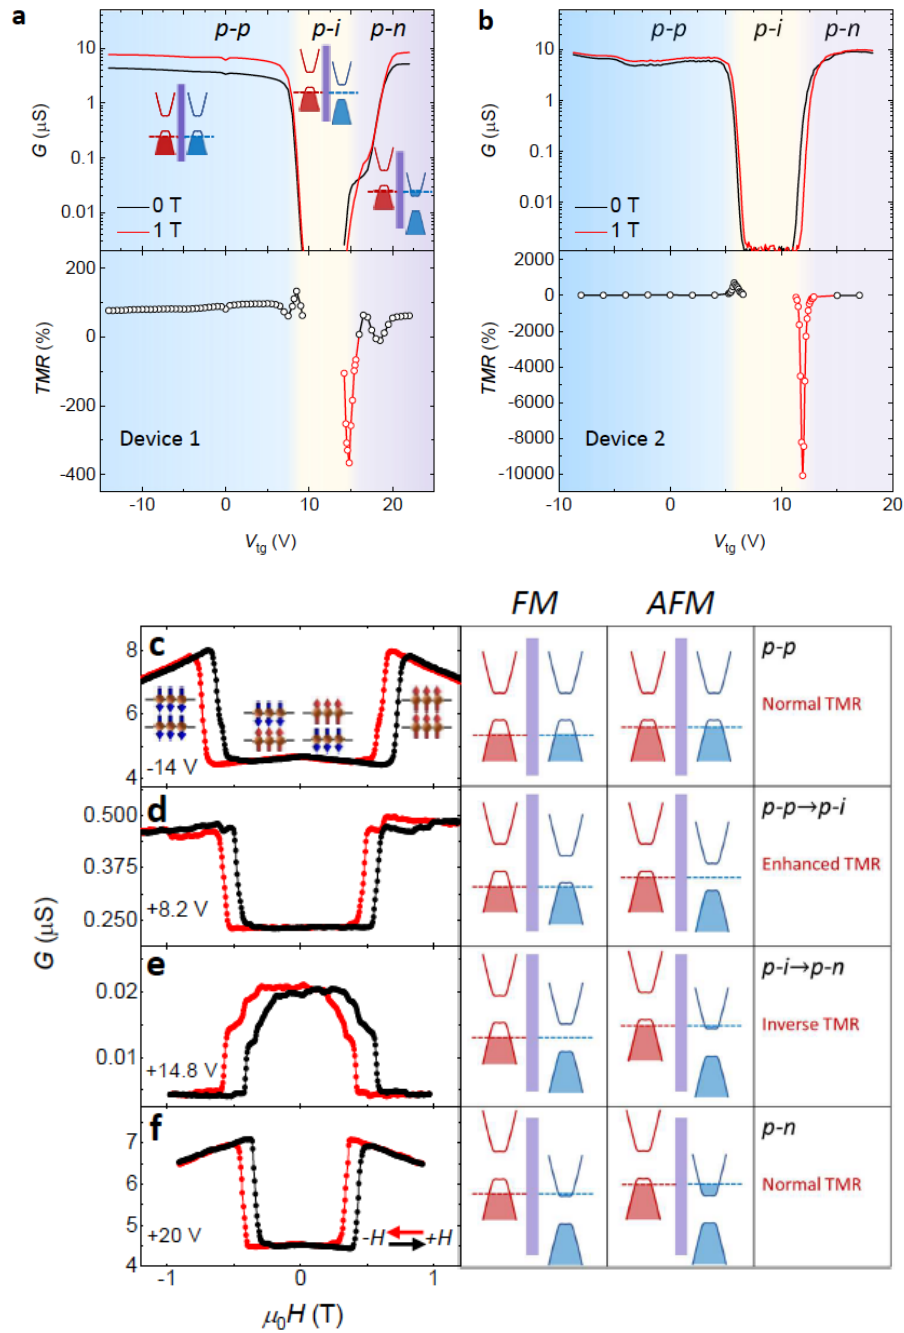 a
p-p
p-i
p-n
10
1
0.1
0.01
G (μS)
0 T
1 T
200
0
-200
-400
TMR (%)
Device 1
-10
0
10
20
Vtg (V)
b
p-p
p-i
p-n
10
1
0.1
0.01
G (μS)
0 T
1 T
2000
0
-2000
-4000
-6000
-8000
-10000
TMR (%)
Device 2
-10
0
10
20
Vtg (V)
FM
AFM
c
8
6
4
-14 V
p-p
Normal TMR
d
0.500
0.375
0.250
+8.2 V
p-p→p-i
Enhanced TMR
G (μS)
e
0.02
0.01
+14.8 V
p-i→p-n
Inverse TMR
f
7
6
5
4
+20 V
-H
+H
p-n
Normal TMR
-1
0
1
μ0H (T)